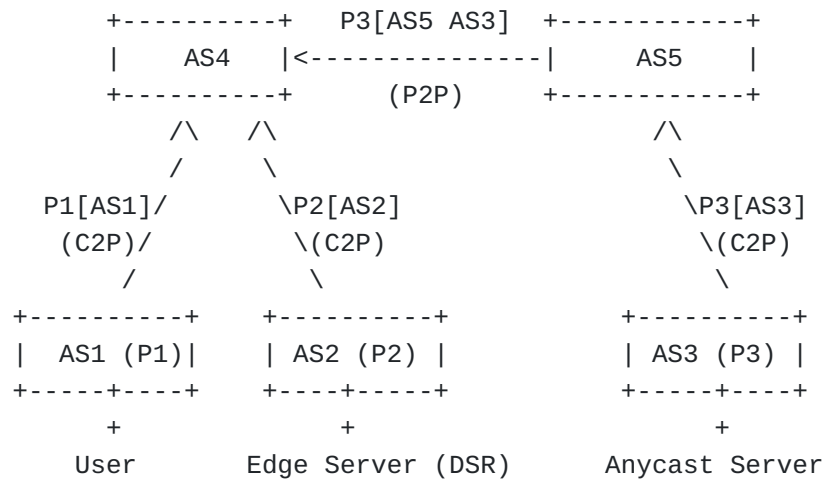 P3[AS5 AS3]
AS4 AS5
(P2P)
P1[AS1] P2[AS2] P3[AS3]
(C2P) (C2P) (C2P)
AS1 (P1) AS2 (P2) AS3 (P3)
User Edge Server (DSR) Anycast Server